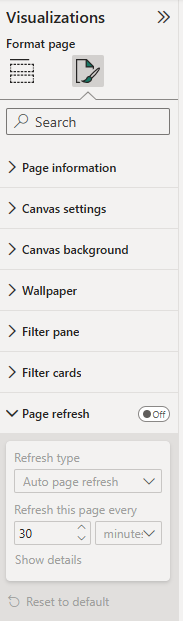 Visualizations
Format page
Search
Page information
Canvas settings
Canvas background
Wallpaper
Filter pane
Filter cards
Page refresh Off
Refresh type
Auto page refresh
Refresh this page every
30 minutes
Show details
Reset to default